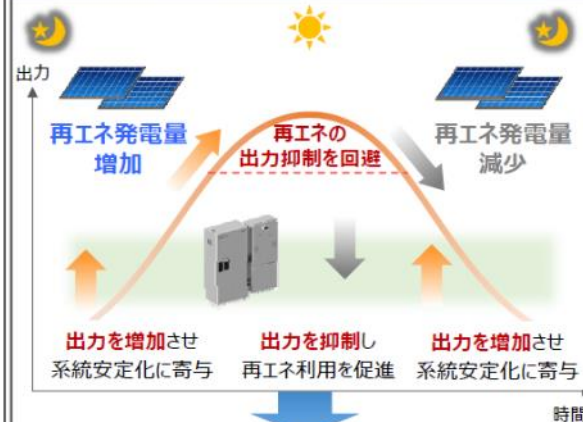 出力
再エネ発電量
増加
再エネの
出力抑制を回避
再エネ発電量
減少
出力を増加させ
系統安定化に寄与
出力を抑制し
再エネ利用を促進
出力を増加させ
系統安定化に寄与
時間